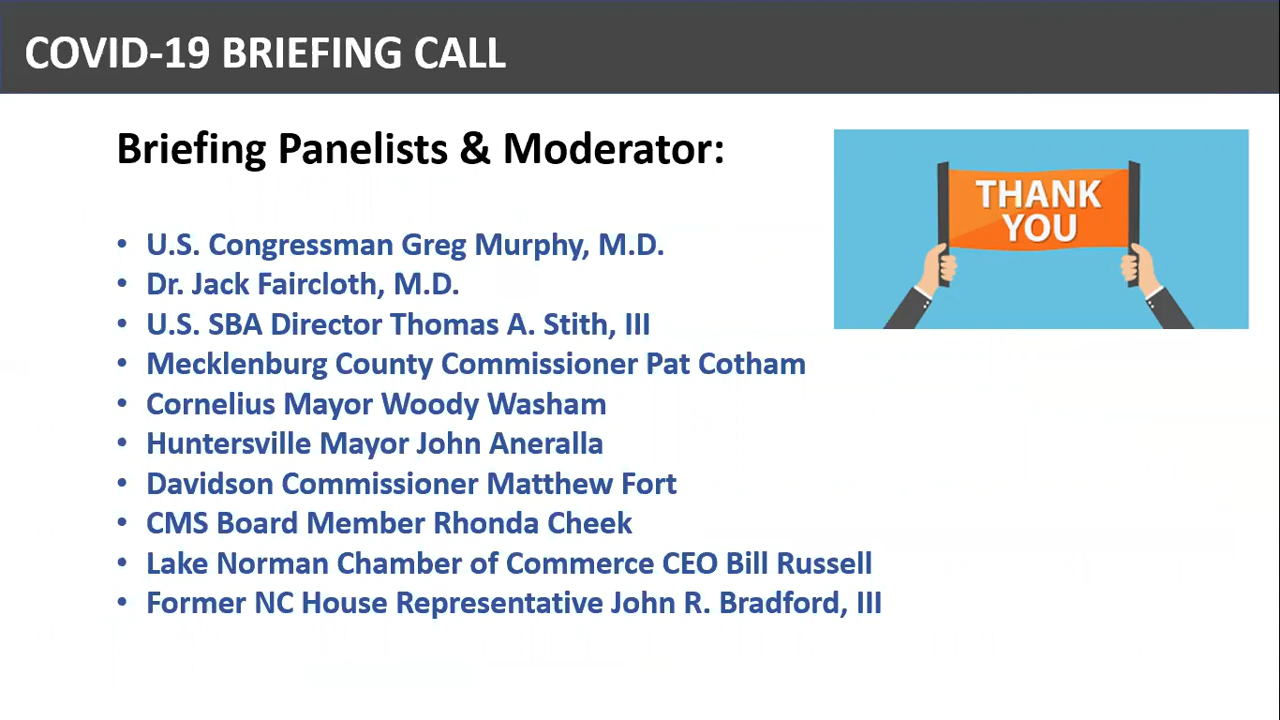 COVID-19 BRIEFING CALL
Briefing Panelists & Moderator:
THANK
YOU
• U.S. Congressman Greg Murphy, M.D.
• Dr. Jack Faircloth, M.D.
• U.S. SBA Director Thomas A. Stith, III
• Mecklenburg County Commissioner Pat Cotham
• Cornelius Mayor Woody Washam
• Huntersville Mayor John Aneralla
• Davidson Commissioner Matthew Fort
• CMS Board Member Rhonda Cheek
• Lake Norman Chamber of Commerce CEO Bill Russell
• Former NC House Representative John R. Bradford, III